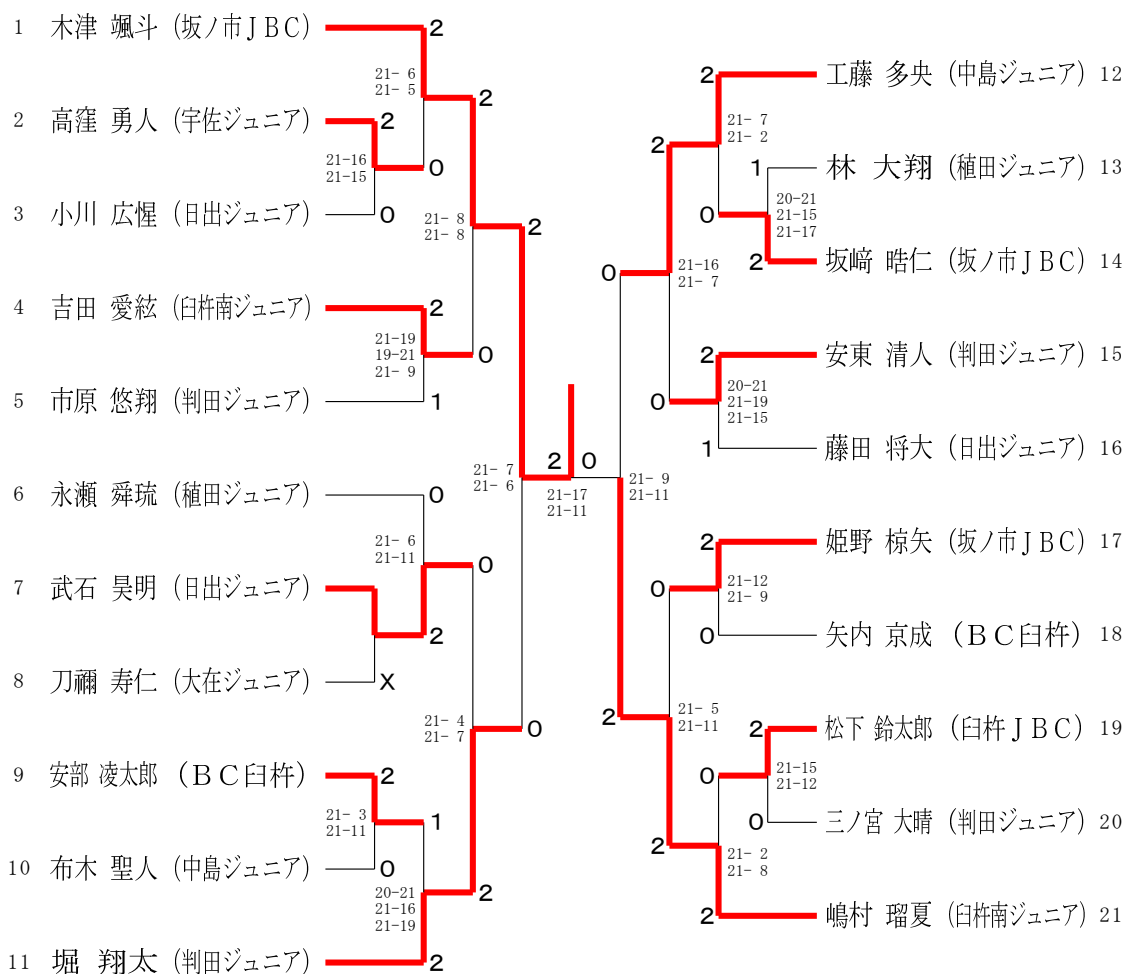 1 木津 颯斗 (坂ノ市ＪＢＣ) 2
21- 6
21- 5
2
2 高窪 勇人 (宇佐ジュニア) 2
21-16
21-15
0
3 小川 広惺 (日出ジュニア) 0
21- 8
21- 8
2
4 吉田 愛絃 (臼杵南ジュニア) 2
21-19
19-21
21- 9
0
5 市原 悠翔 (判田ジュニア) 1
21- 7
21- 6
2 0
21-17
21-11
6 永瀬 舜琉 (稙田ジュニア) 0
21- 6
21-11
0
7 武石 昊明 (日出ジュニア)
2
8 刀禰 寿仁 (大在ジュニア) X
21- 4
21- 7
0
9 安部 凌太郎 (ＢＣ臼杵) 2
21- 3
21-11
1
10 布木 聖人 (中島ジュニア) 0
20-21
21-16
21-19
2
11 堀 翔太 (判田ジュニア) 2
2 工藤 多央 (中島ジュニア) 12
21- 7
21- 2
2
1 林 大翔 (稙田ジュニア) 13
20-21
21-15
21-17
0
2 坂﨑 晧仁 (坂ノ市ＪＢＣ) 14
0
21-16
21- 7
2 安東 清人 (判田ジュニア) 15
20-21
21-19
21-15
0
1 藤田 将大 (日出ジュニア) 16
21- 9
21-11
2 姫野 椋矢 (坂ノ市ＪＢＣ) 17
21-12
21- 9
0
0 矢内 京成 (ＢＣ臼杵) 18
2
21- 5
21-11
2 松下 鈴太郎 (臼杵ＪＢＣ) 19
21-15
21-12
0
0 三ノ宮 大晴 (判田ジュニア) 20
2
21- 2
21- 8
2 嶋村 瑠夏 (臼杵南ジュニア) 21